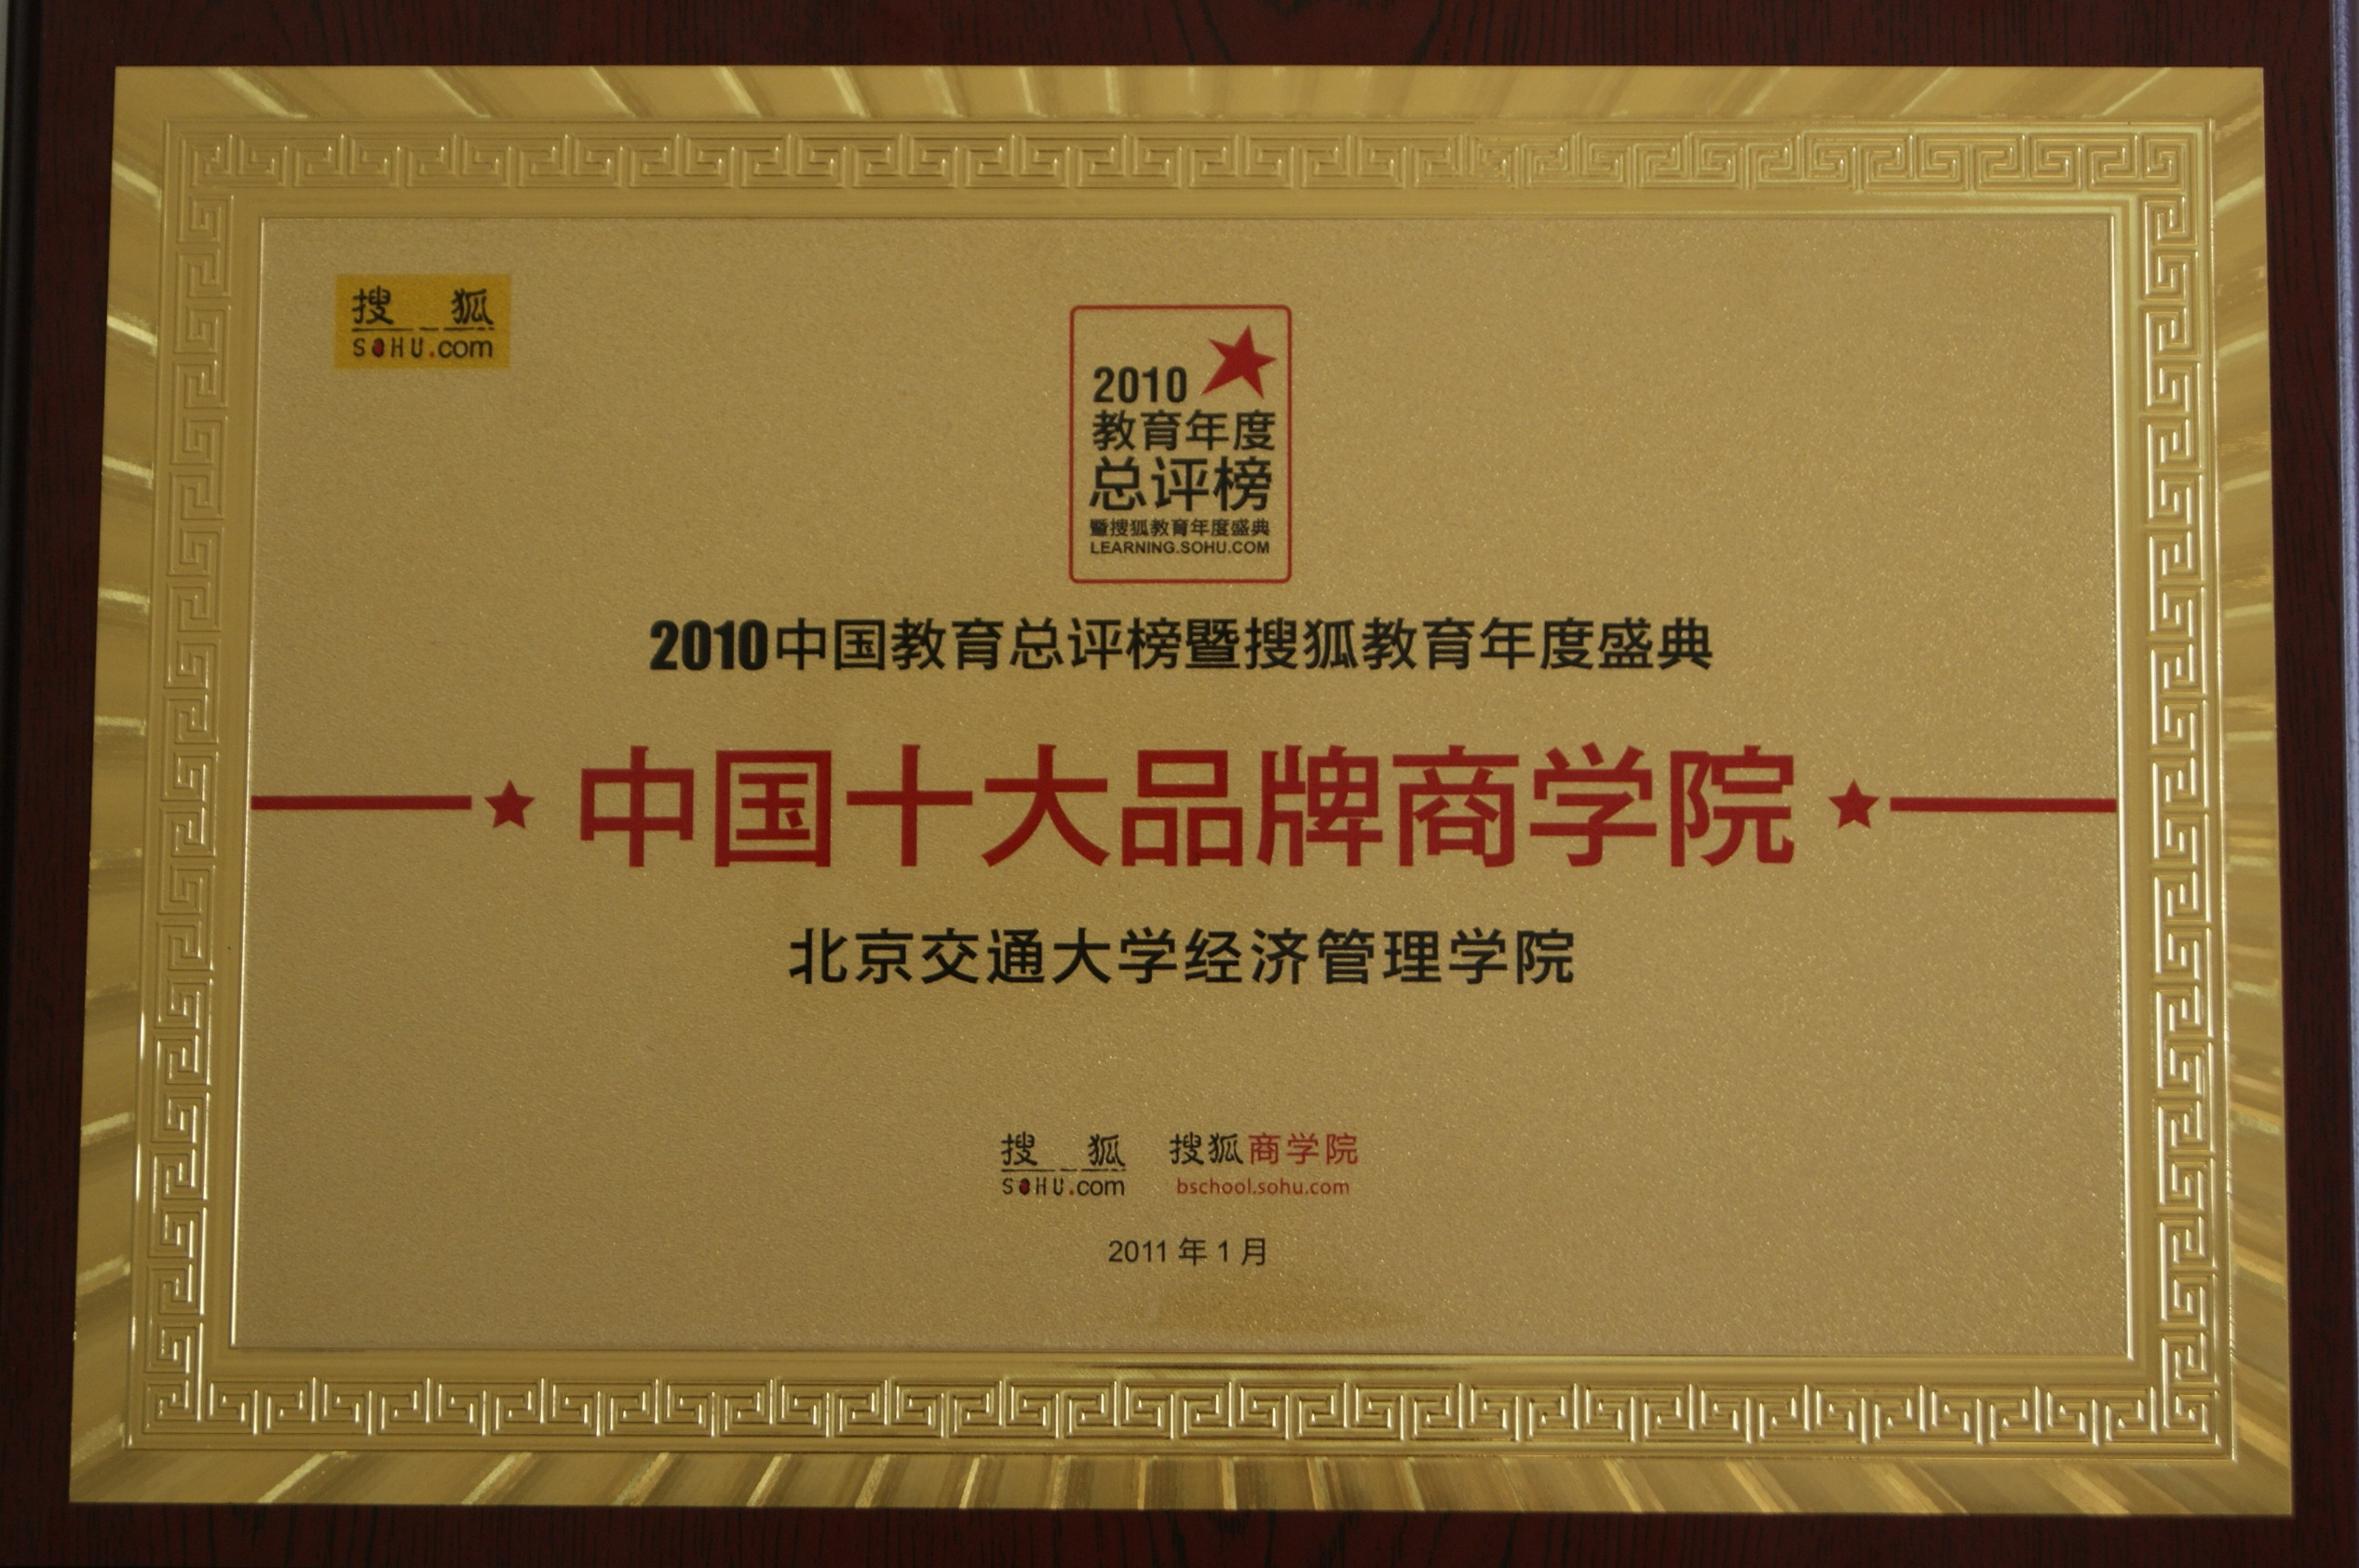 搜 狐
SOHU.com
2010
教育年度
总评榜
暨搜狐教育年度盛典
LEARNING.SOHU.COM
2010中国教育总评榜暨搜狐教育年度盛典
中国十大品牌商学院
北京交通大学经济管理学院
搜 狐 搜狐商学院
SOHU.com bschool.sohu.com
2011 年 1 月